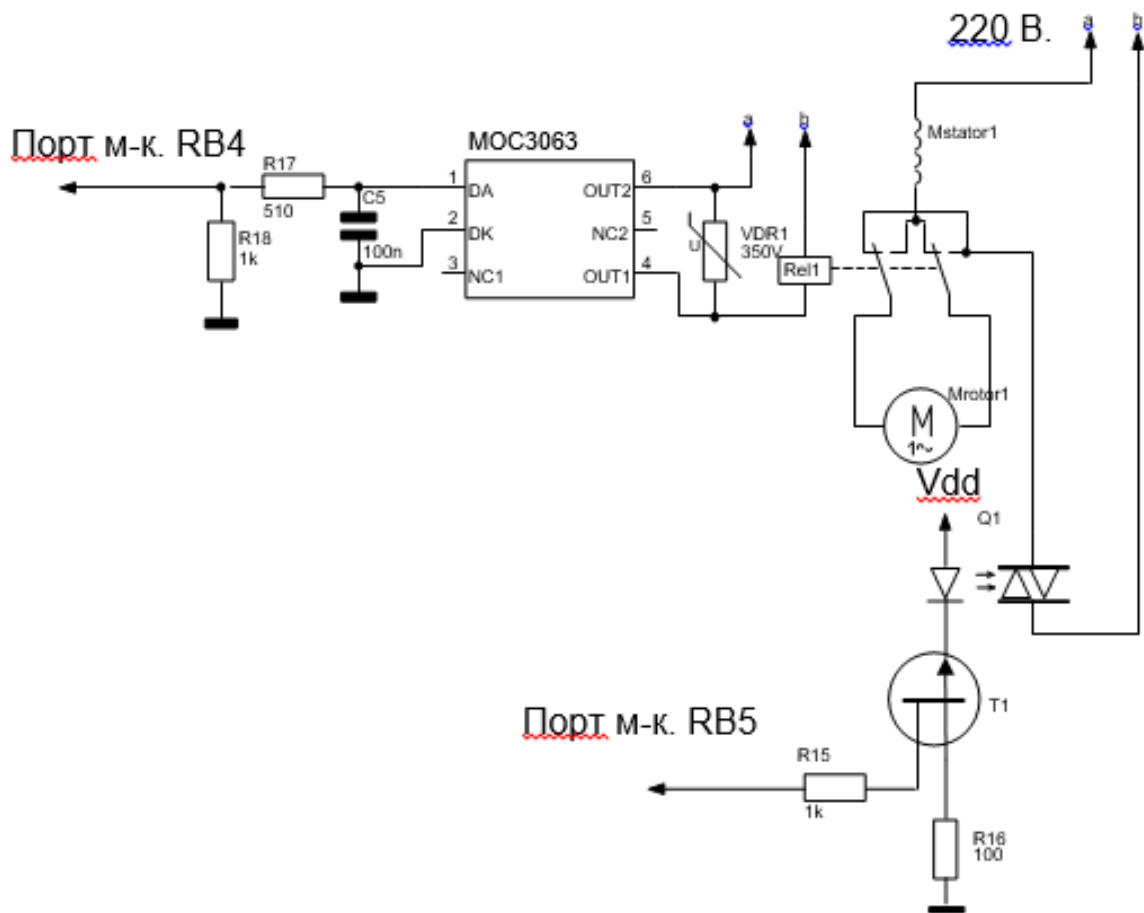 220 В.
a
b
Порт м-к. RB4
R17
510
R18
1k
C5
100n
MOC3063
1
DA
2
DK
3
NC1
OUT2
6
NC2
5
OUT1
4
a
b
U
VDR1
350V
Rel1
Mstator1
Mrotor1
M
1~
Vdd
Q1
T1
Порт м-к. RB5
R15
1k
R16
100